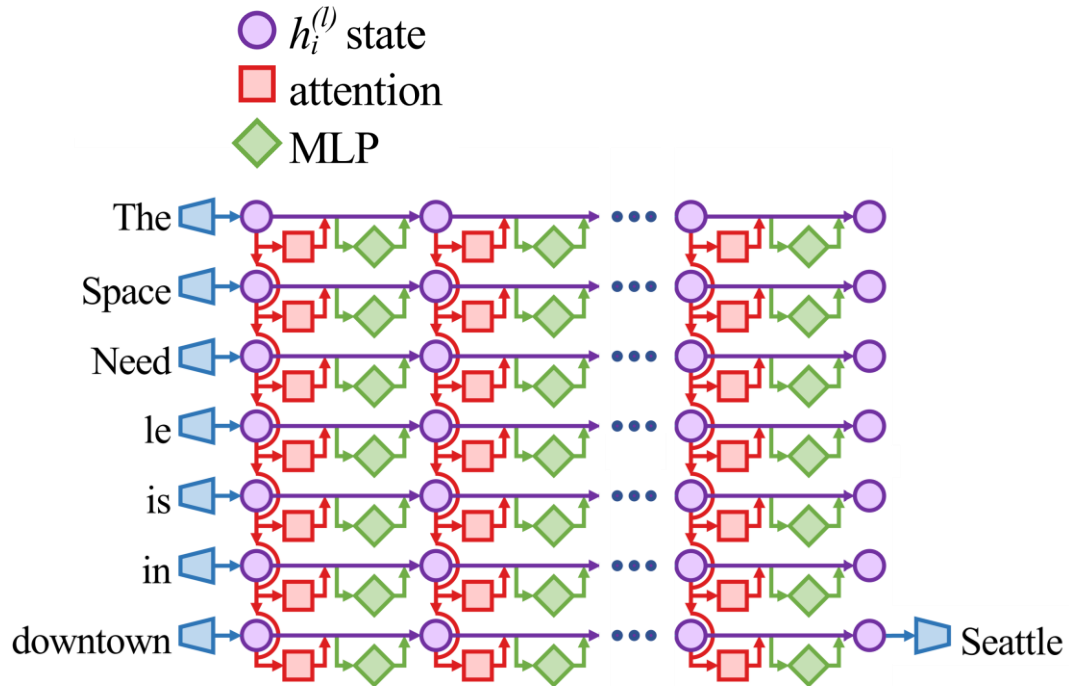 h_i^{(l)} state
attention
MLP
The
Space
Need
le
is
in
downtown
Seattle